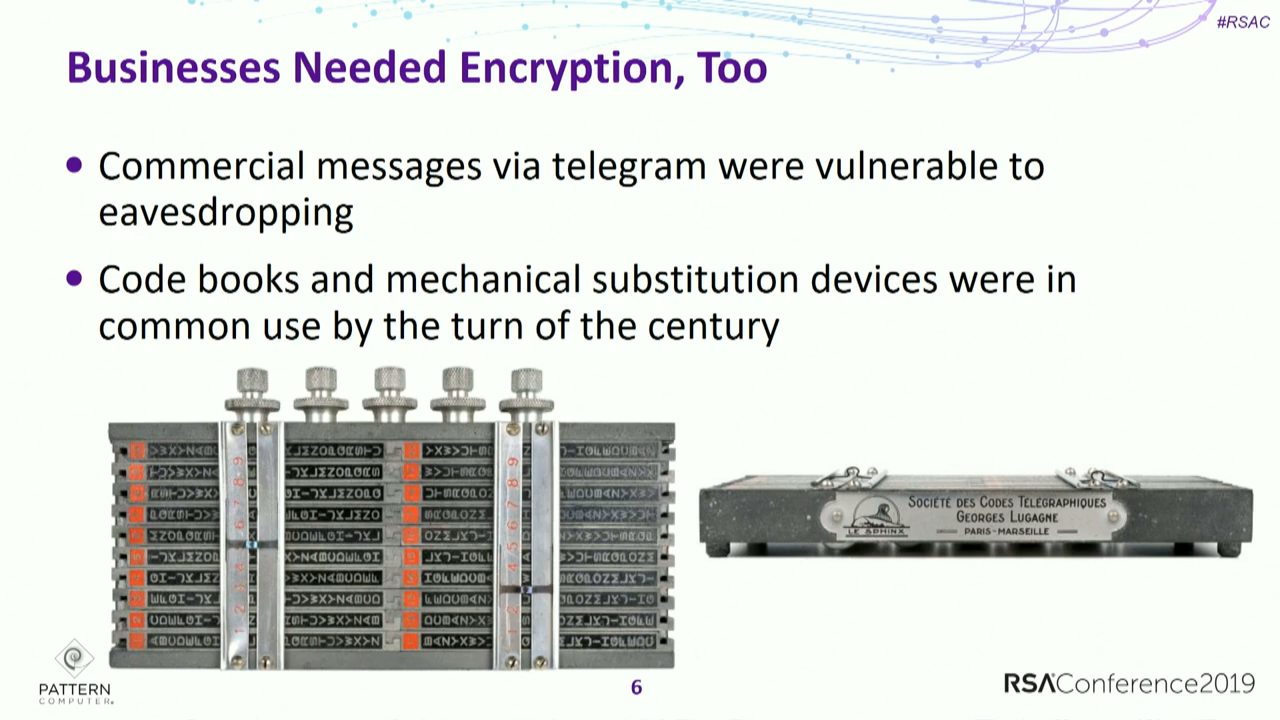 #RSAC
Businesses Needed Encryption, Too
• Commercial messages via telegram were vulnerable to
eavesdropping
• Code books and mechanical substitution devices were in
common use by the turn of the century
SOCIÉTÉ DES CODES TÉLÉGRAPHIQUES
GEORGES LUGAGNE
PARIS-MARSEILLE
LE SPHINX
PATTERN
COMPUTER
6
RSAConference2019